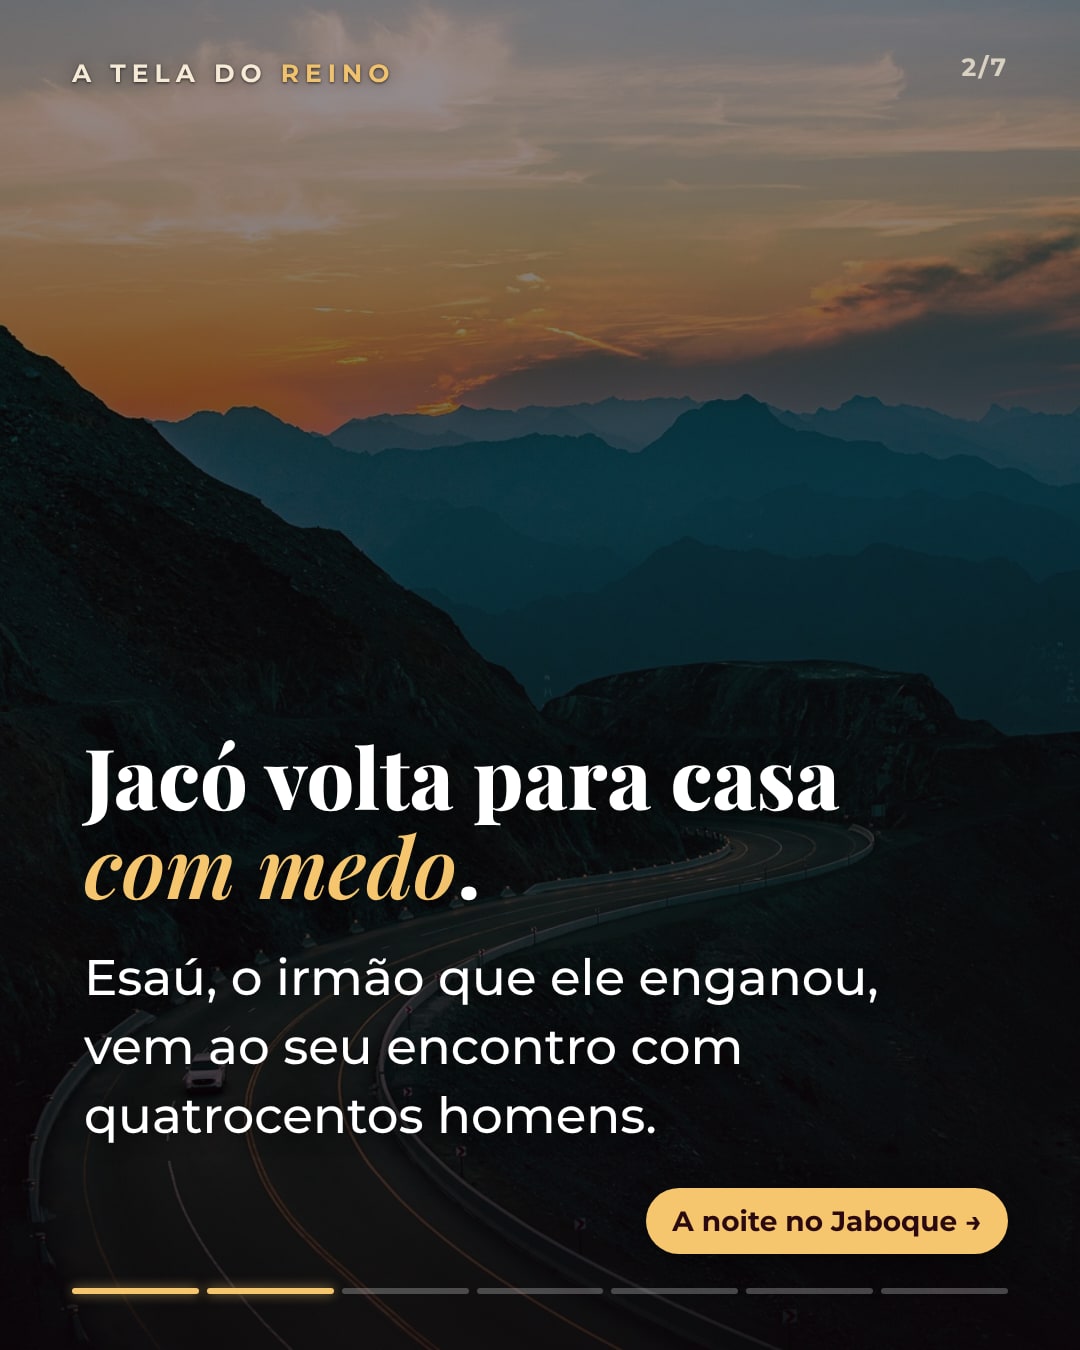 A TELA DO REINO
2/7
Jacó volta para casa
com medo.
Esaú, o irmão que ele enganou,
vem ao seu encontro com
quatrocentos homens.
A noite no Jaboque →